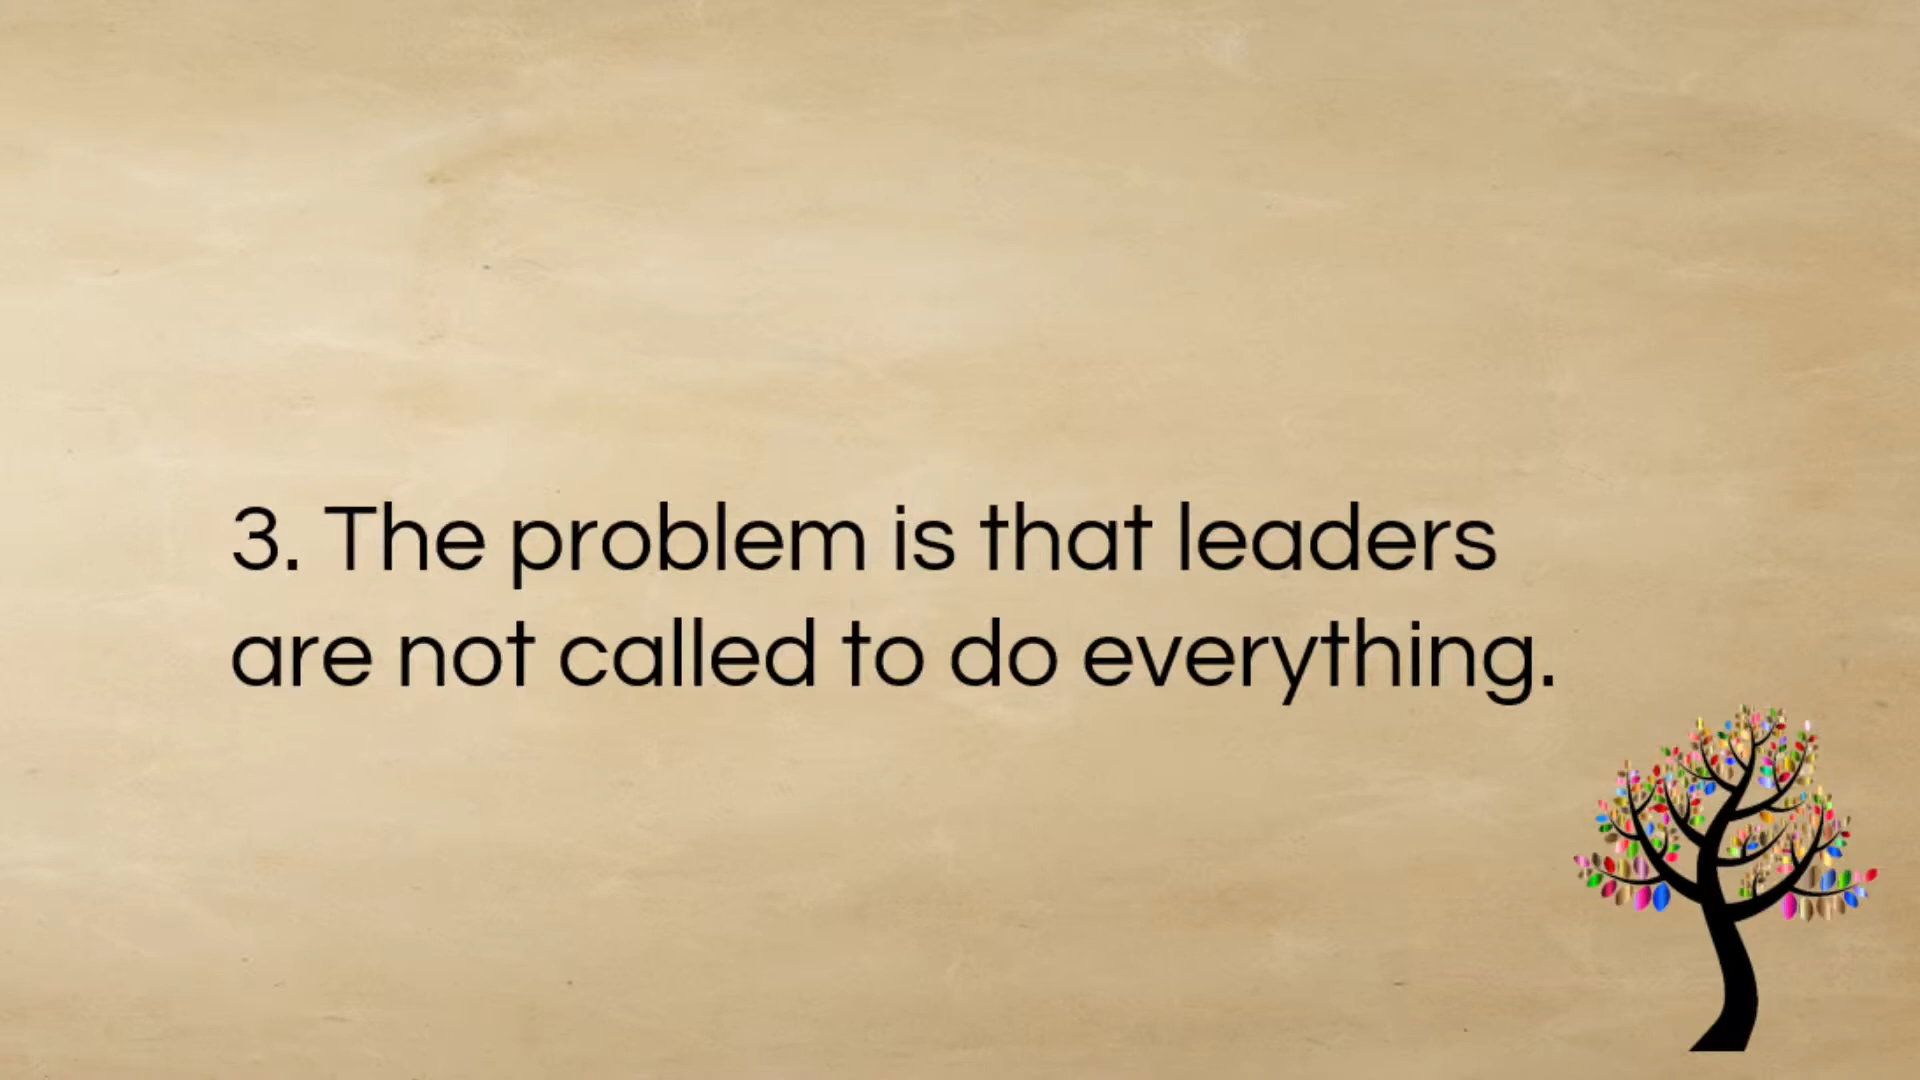 3. The problem is that leaders
are not called to do everything.